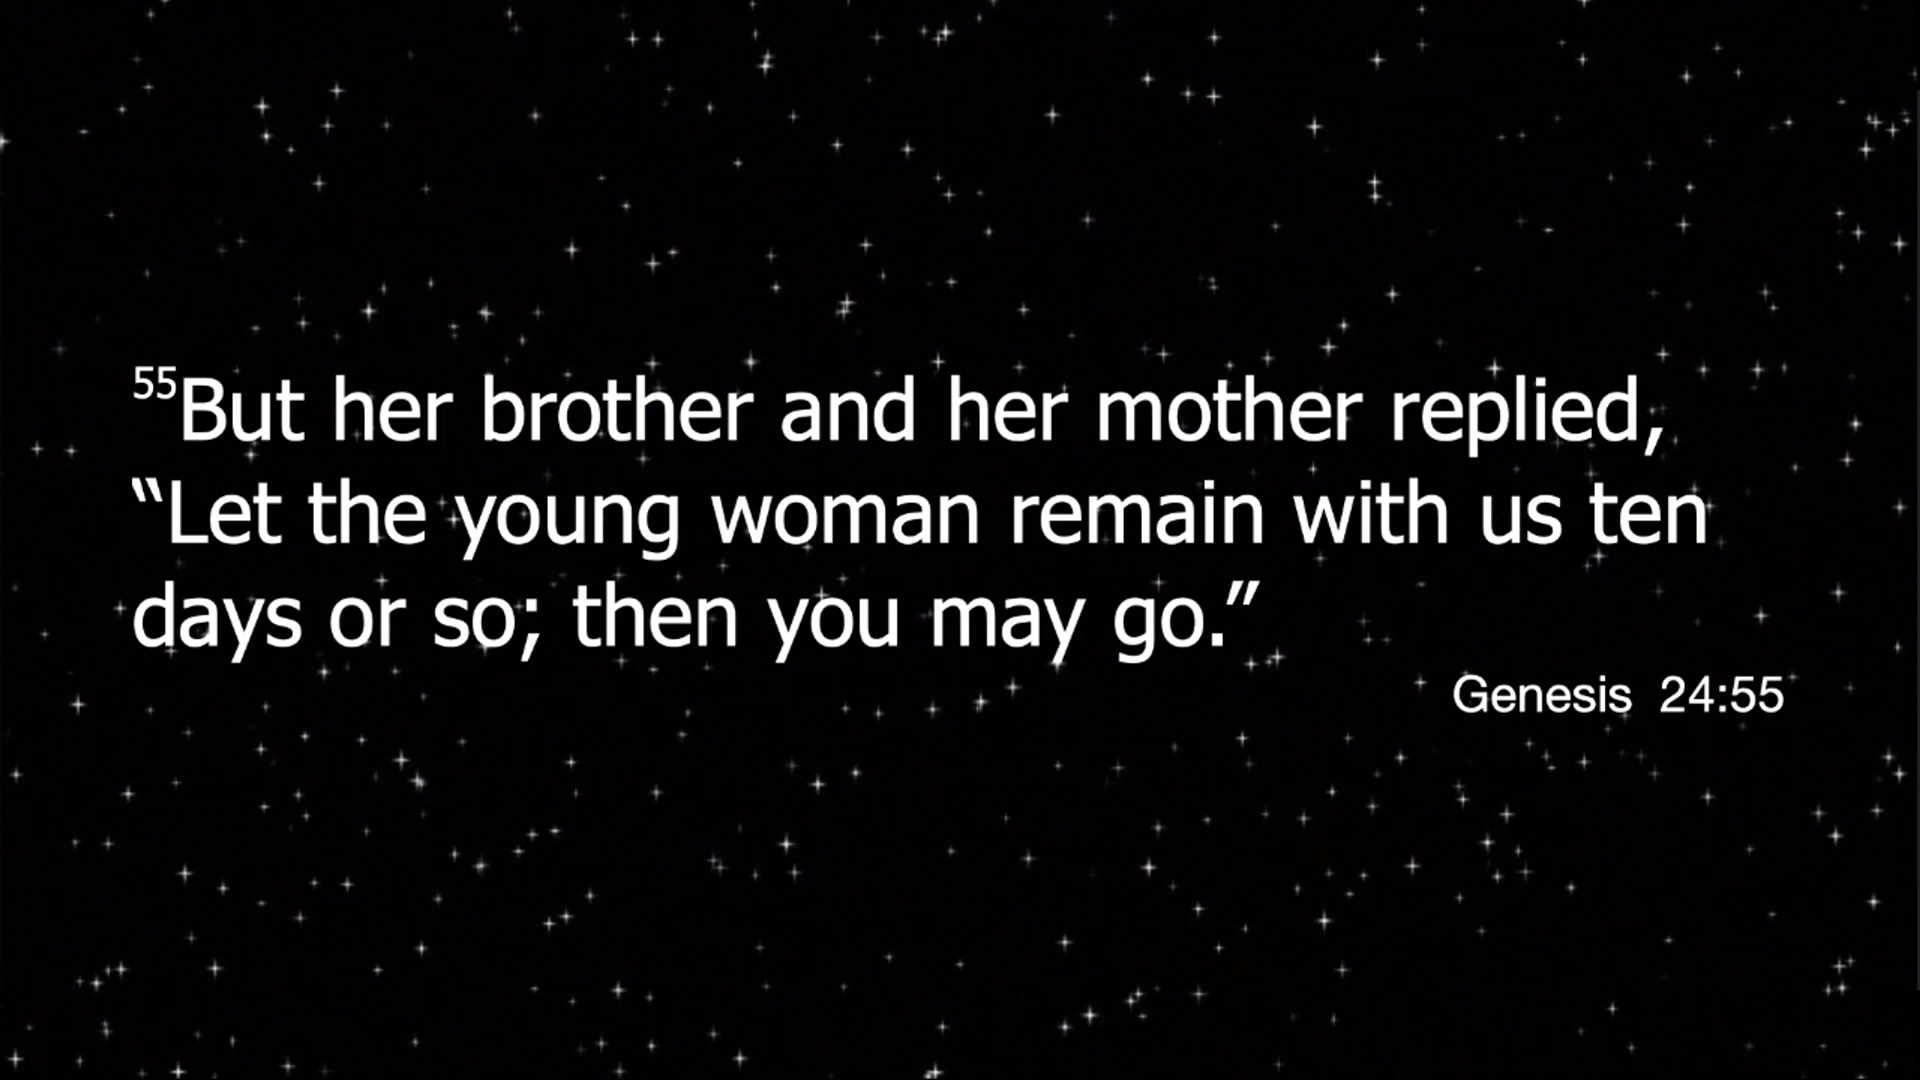 55But her brother and her mother replied,
“Let the young woman remain with us ten
days or so; then you may go.”
Genesis 24:55